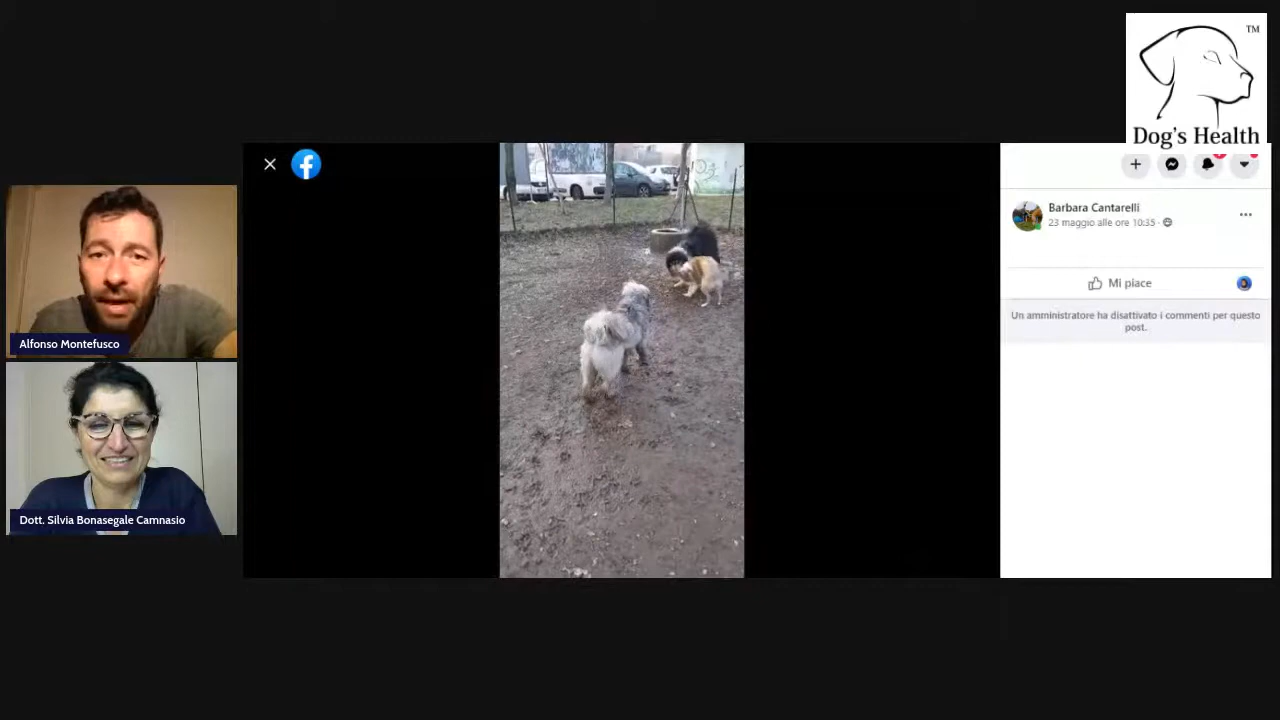 TM
Dog's Health
Barbara Cantarelli
23 maggio alle ore 10:35 ·
Mi piace
Un amministratore ha disattivato i commenti per questo
post.
Alfonso Montefusco
Dott. Silvia Bonasegale Camnasio